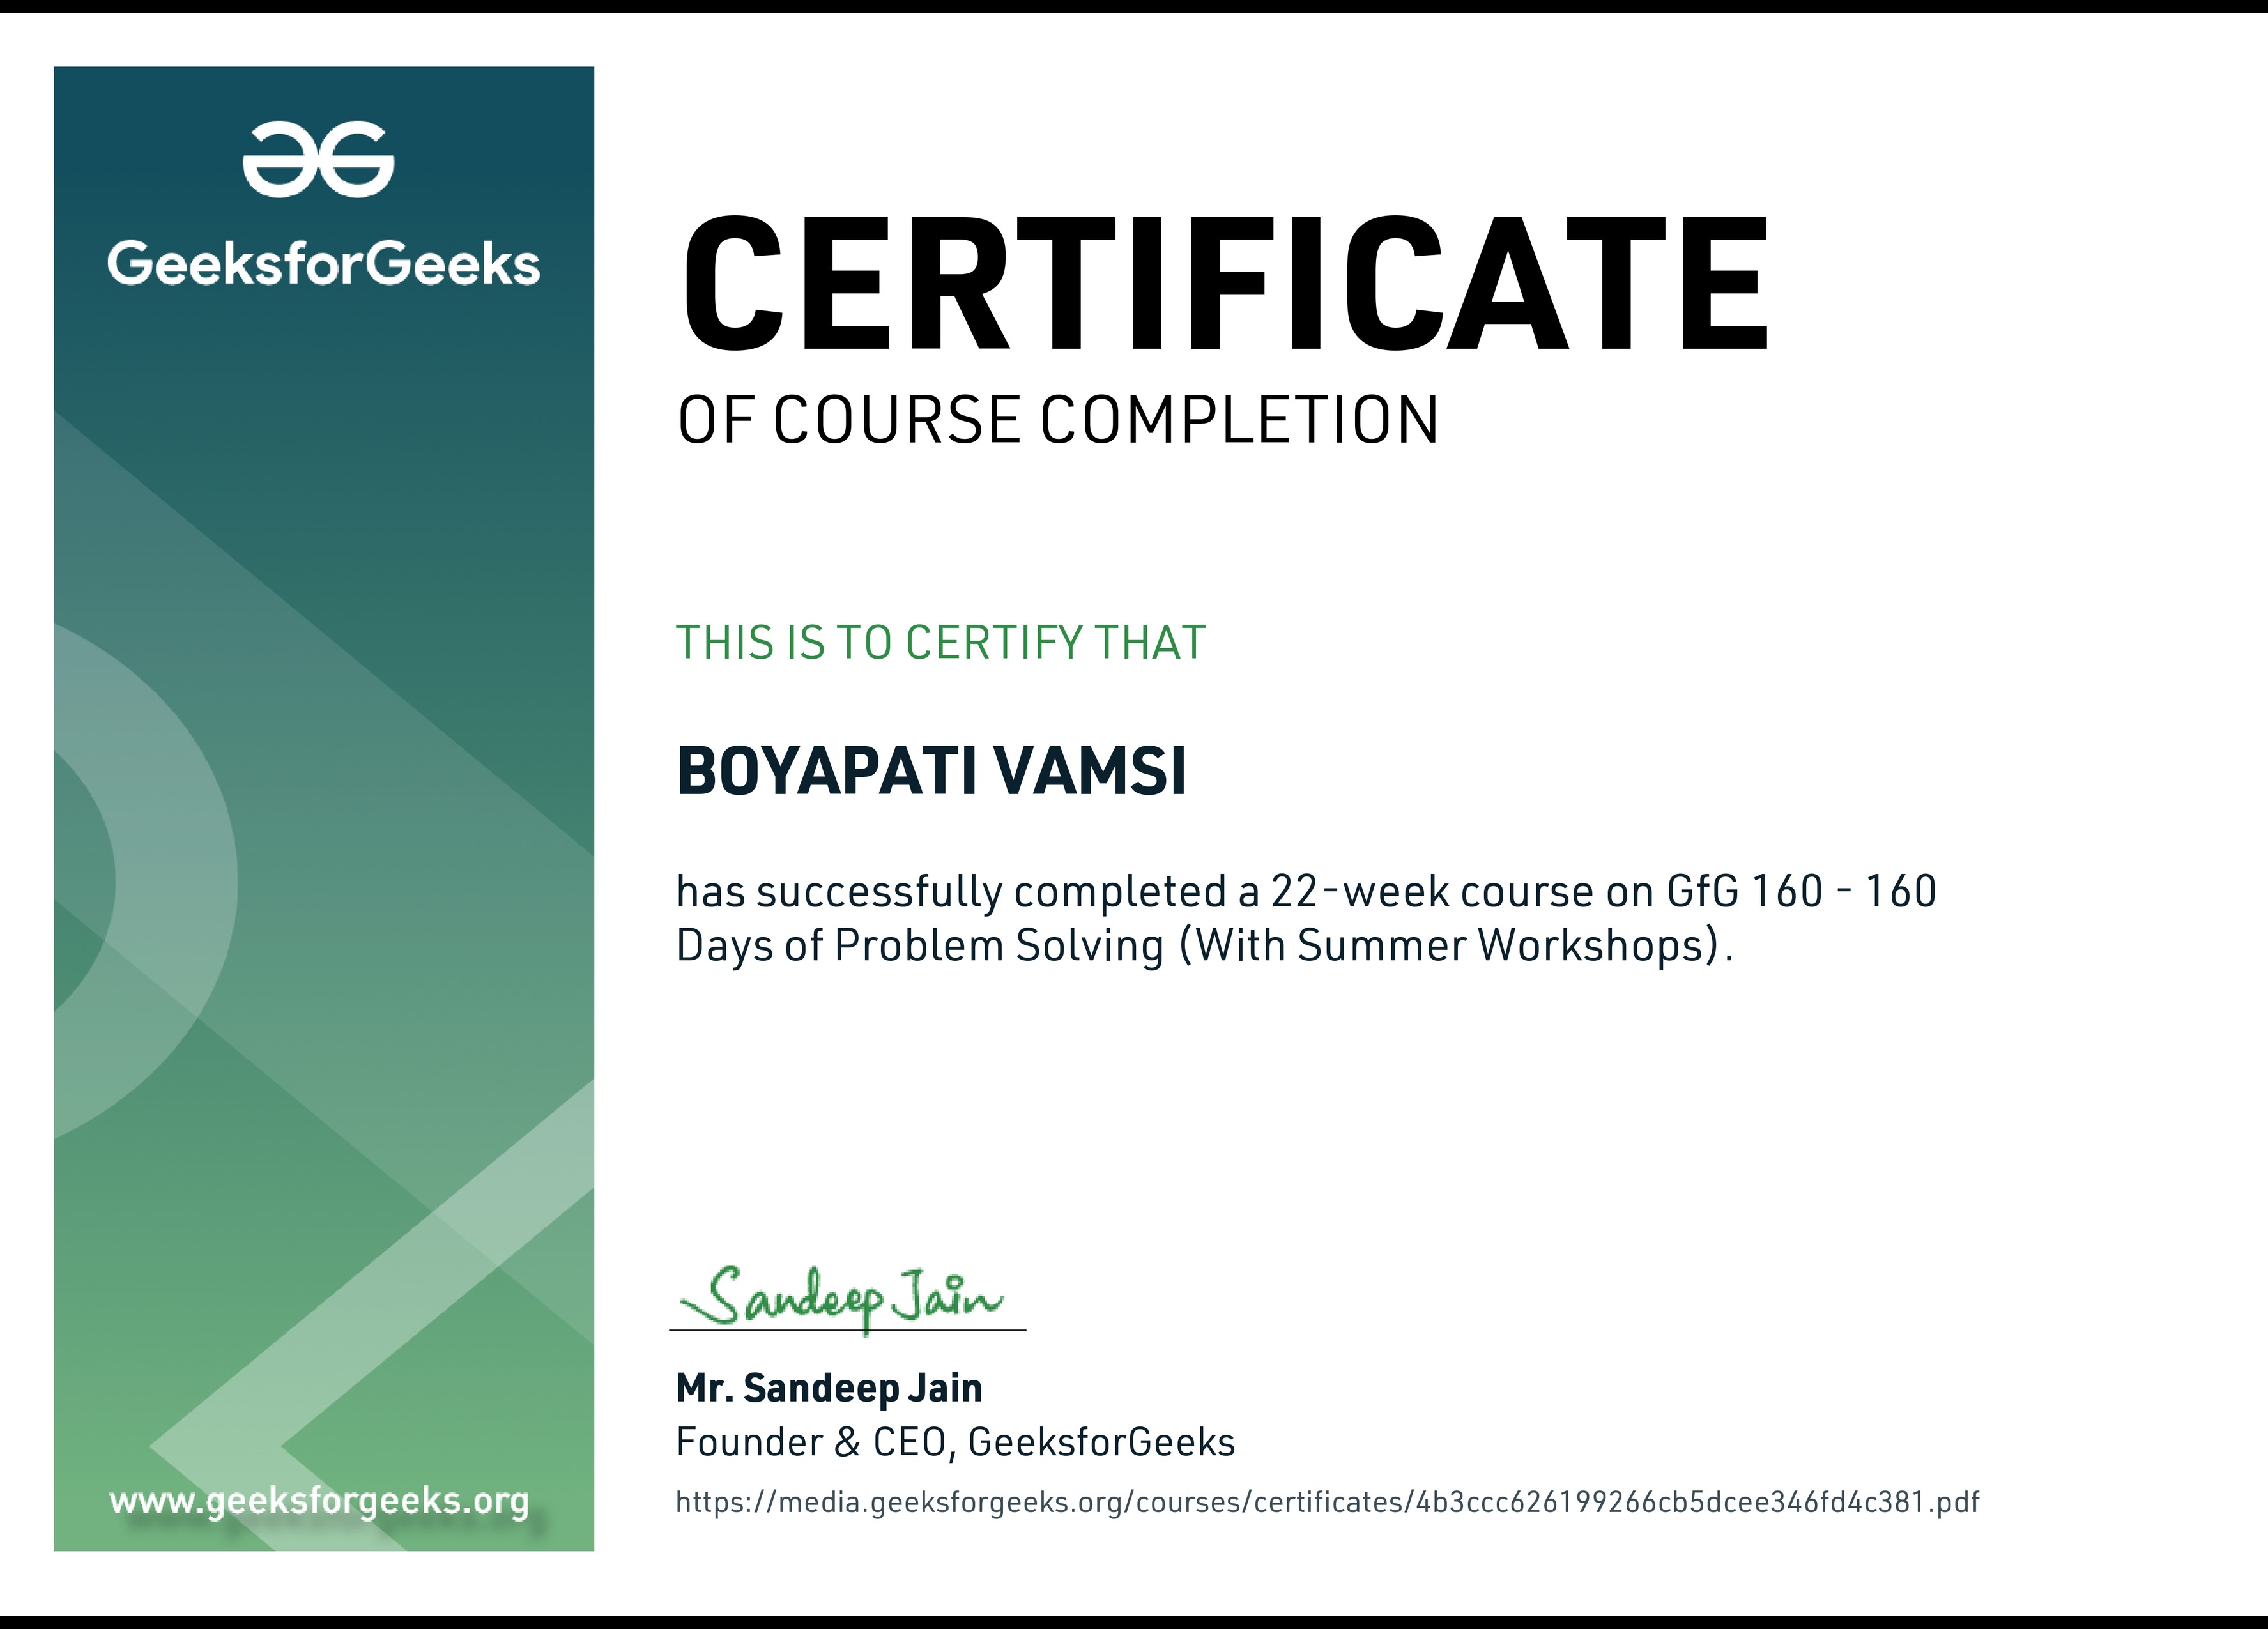 GeeksforGeeks
CERTIFICATE
OF COURSE COMPLETION
THIS IS TO CERTIFY THAT
BOYAPATI VAMSI
has successfully completed a 22-week course on GfG 160 - 160
Days of Problem Solving (With Summer Workshops).
Sandeep Jain
Mr. Sandeep Jain
Founder & CEO, GeeksforGeeks
https://media.geeksforgeeks.org/courses/certificates/4b3ccc626199266cb5dcee346fd4c381.pdf
www.geeksforgeeks.org